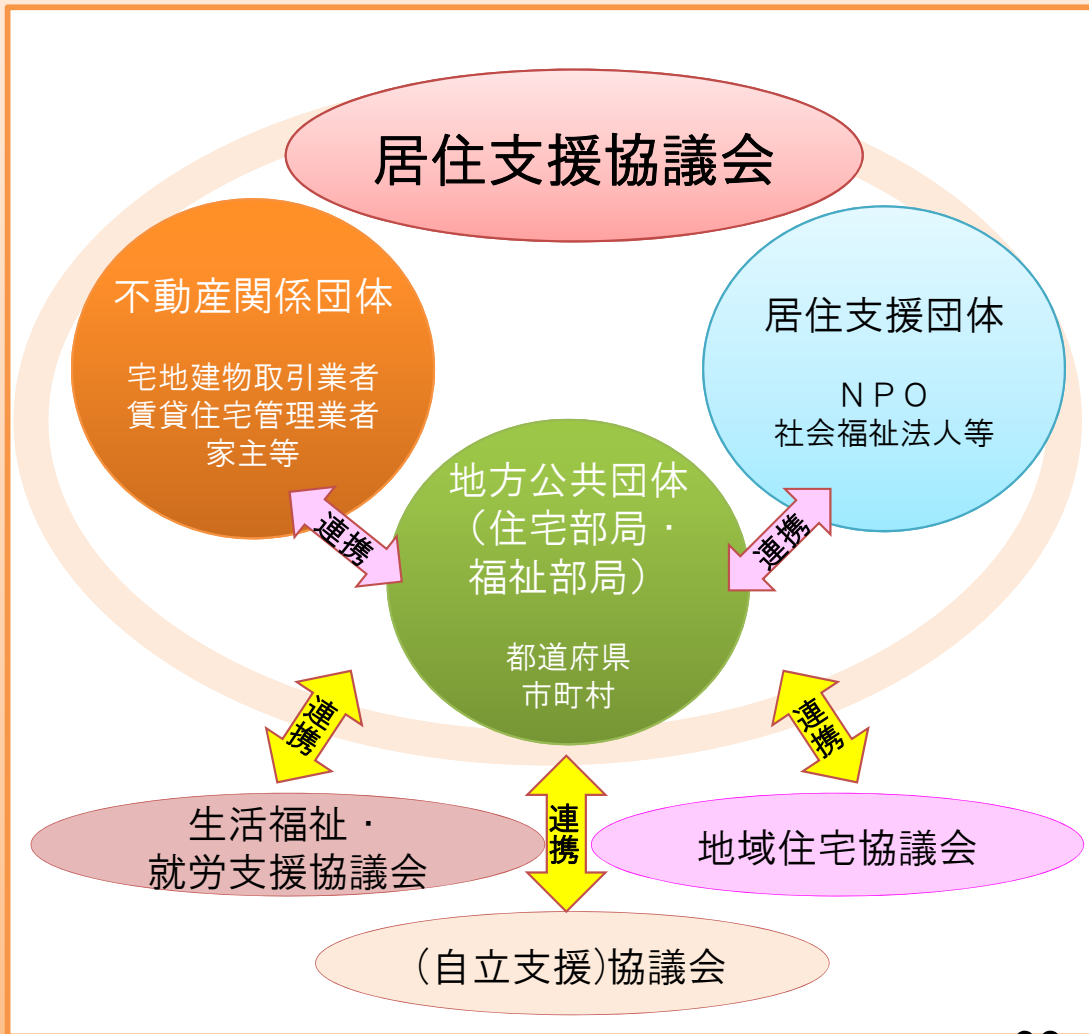 居住支援協議会
不動産関係団体
宅地建物取引業者
賃貸住宅管理業者
家主等
居住支援団体
ＮＰＯ
社会福祉法人等
地方公共団体
（住宅部局・
福祉部局）
都道府県
市町村
連携
連携
連携
連携
連携
生活福祉・
就労支援協議会
地域住宅協議会
(自立支援)協議会